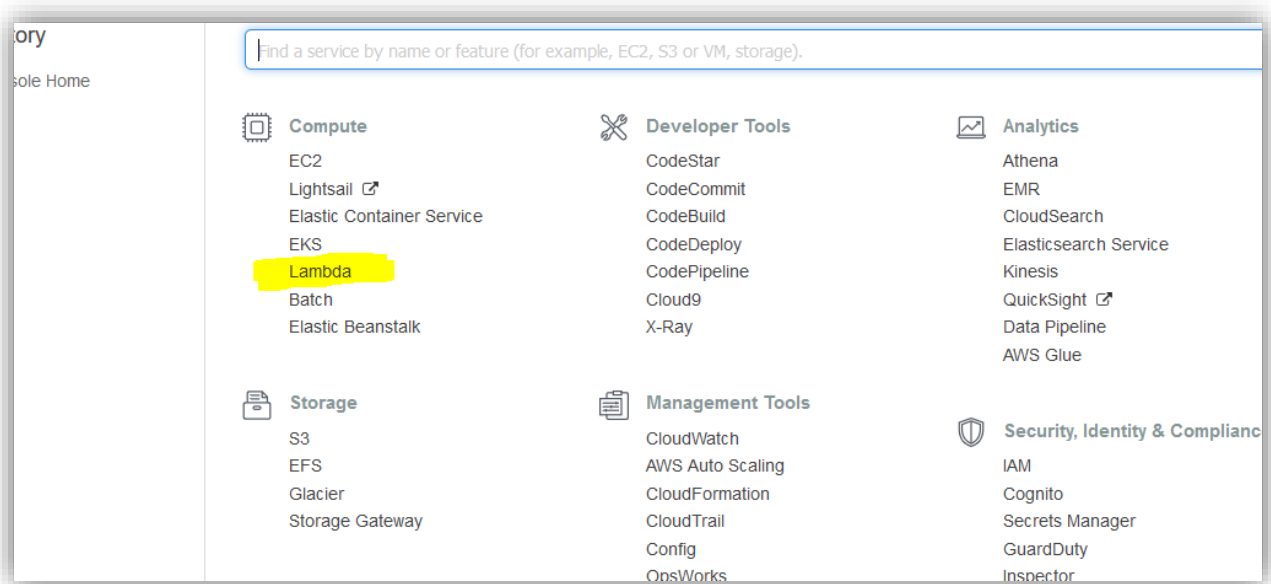 ory
sole Home
Find a service by name or feature (for example, EC2, S3 or VM, storage).
Compute
EC2
Lightsail
Elastic Container Service
EKS
Lambda
Batch
Elastic Beanstalk
Storage
S3
EFS
Glacier
Storage Gateway
Developer Tools
CodeStar
CodeCommit
CodeBuild
CodeDeploy
CodePipeline
Cloud9
X-Ray
Management Tools
CloudWatch
AWS Auto Scaling
CloudFormation
CloudTrail
Config
OpsWorks
Analytics
Athena
EMR
CloudSearch
Elasticsearch Service
Kinesis
QuickSight
Data Pipeline
AWS Glue
Security, Identity & Complianc
IAM
Cognito
Secrets Manager
GuardDuty
Inspector